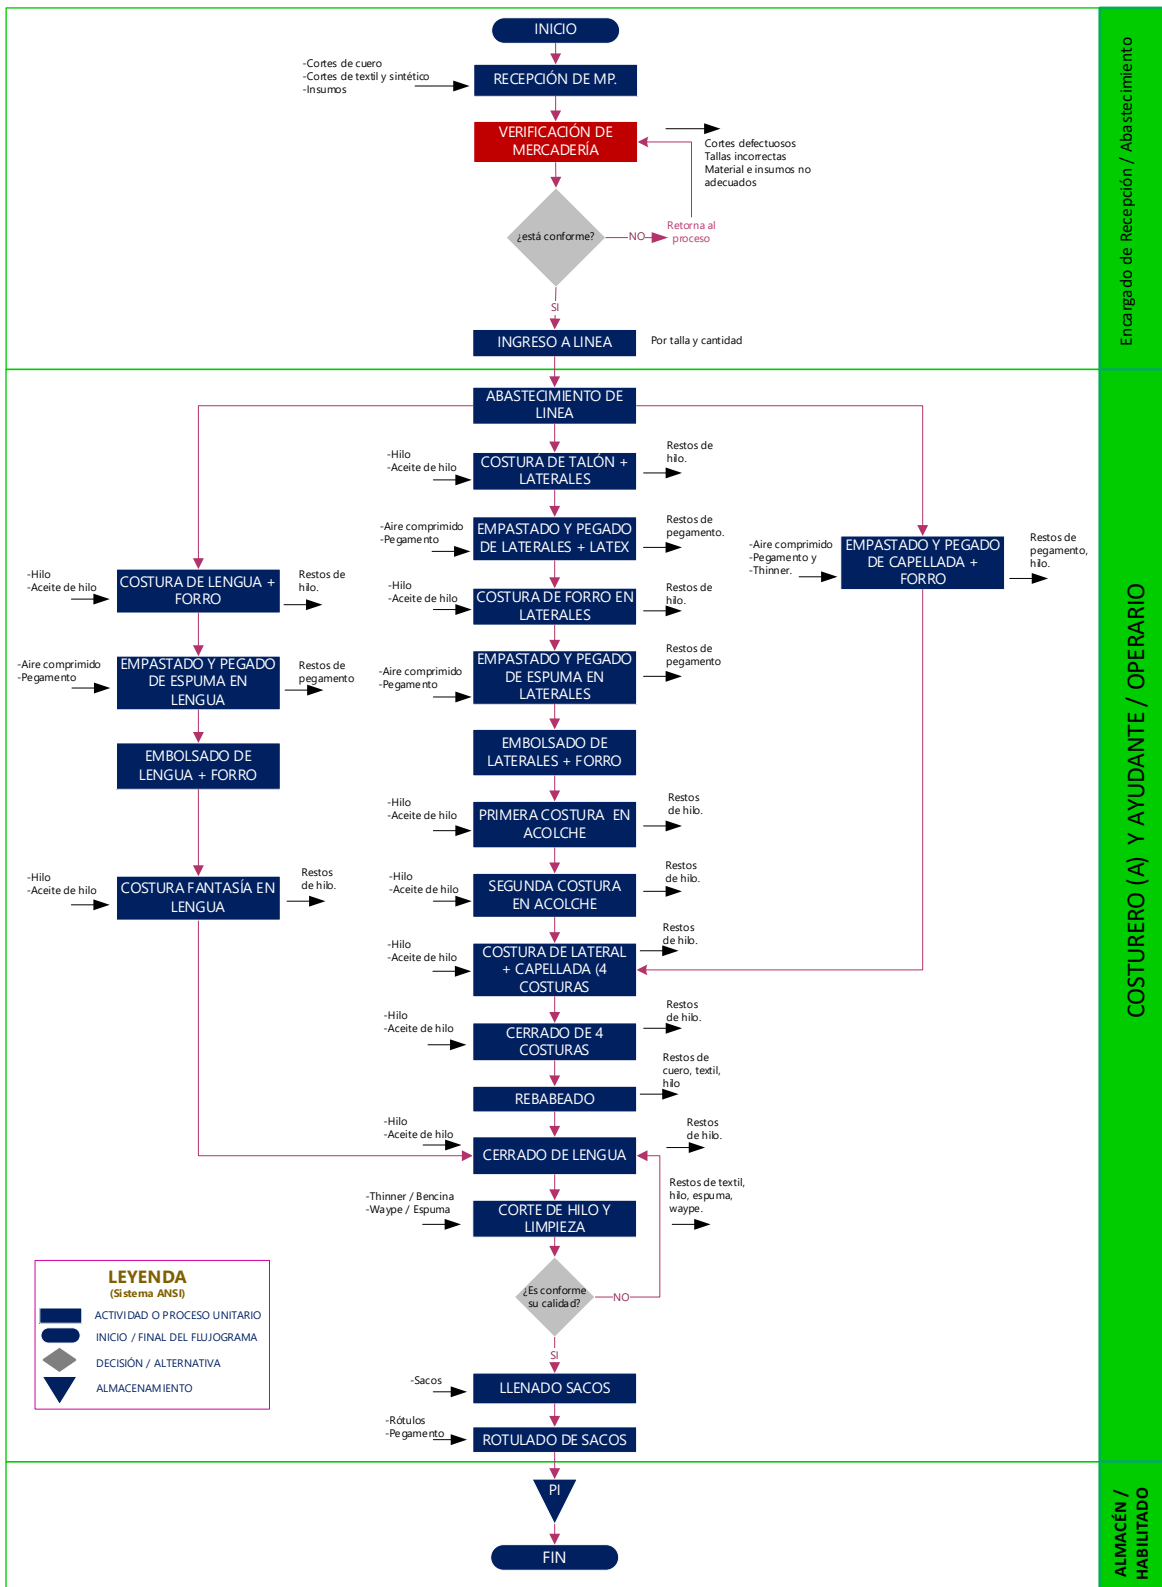 INICIO
-Cortes de cuero
-Cortes de textil y sintético
-Insumos
RECEPCIÓN DE MP.
VERIFICACIÓN DE
MERCADERÍA
Cortes defectuosos
Tallas incorrectas
Material e insumos no
adecuados
¿está conforme?
NO
Retorna al
proceso
SI
INGRESO A LINEA
Por talla y cantidad
Encargado de Recepción / Abastecimiento
ABASTECIMIENTO DE
LINEA
-Hilo
-Aceite de hilo
COSTURA DE TALÓN +
LATERALES
Restos de
hilo.
-Aire comprimido
-Pegamento
EMPASTADO Y PEGADO
DE LATERALES + LATEX
Restos de
pegamento.
-Aire comprimido
-Pegamento y
-Thinner.
EMPASTADO Y PEGADO
DE CAPELLADA +
FORRO
Restos de
pegamento,
hilo.
-Hilo
-Aceite de hilo
COSTURA DE LENGUA +
FORRO
Restos de
hilo.
-Hilo
-Aceite de hilo
COSTURA DE FORRO EN
LATERALES
Restos de
hilo.
-Aire comprimido
-Pegamento
EMPASTADO Y PEGADO
DE ESPUMA EN
LENGUA
Restos de
pegamento
-Aire comprimido
-Pegamento
EMPASTADO Y PEGADO
DE ESPUMA EN
LATERALES
Restos de
pegamento
EMBOLSADO DE
LENGUA + FORRO
EMBOLSADO DE
LATERALES + FORRO
-Hilo
-Aceite de hilo
PRIMERA COSTURA EN
ACOLCHE
Restos
de hilo.
-Hilo
-Aceite de hilo
COSTURA FANTASÍA EN
LENGUA
Restos
de hilo.
-Hilo
-Aceite de hilo
SEGUNDA COSTURA
EN ACOLCHE
Restos
de hilo.
-Hilo
-Aceite de hilo
COSTURA DE LATERAL
+ CAPELLADA (4
COSTURAS
Restos
de hilo.
-Hilo
-Aceite de hilo
CERRADO DE 4
COSTURAS
Restos
de hilo.
REBABEADO
Restos de
cuero, textil,
hilo
-Hilo
-Aceite de hilo
CERRADO DE LENGUA
Restos
de hilo.
-Thinner / Bencina
-Waype / Espuma
CORTE DE HILO Y
LIMPIEZA
Restos de textil,
hilo, espuma,
waype.
¿Es conforme
su calidad?
NO
SI
-Sacos
LLENADO SACOS
-Rótulos
-Pegamento
ROTULADO DE SACOS
COSTURERO (A) Y AYUDANTE / OPERARIO
LEYENDA
(Sistema ANSI)
ACTIVIDAD O PROCESO UNITARIO
INICIO / FINAL DEL FLUJOGRAMA
DECISIÓN / ALTERNATIVA
ALMACENAMIENTO
PI
FIN
ALMACÉN /
HABILITADO